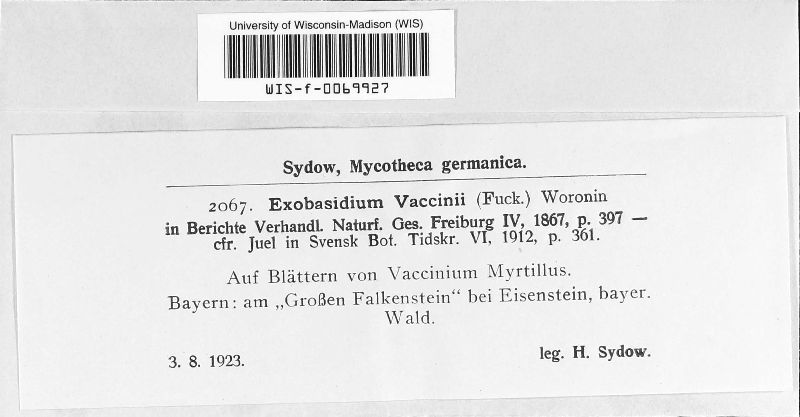 University of Wisconsin-Madison (WIS)
WIS-f-0069927
Sydow, Mycotheca germanica.
2067. Exobasidium Vaccinii (Fuck.) Woronin
in Berichte Verhandl. Naturf. Ges. Freiburg IV, 1867, p. 397 —
cfr. Juel in Svensk Bot. Tidskr. VI, 1912, p. 361.
Auf Blättern von Vaccinium Myrtillus.
Bayern: am „Großen Falkenstein“ bei Eisenstein, bayer.
Wald.
3. 8. 1923.
leg. H. Sydow.